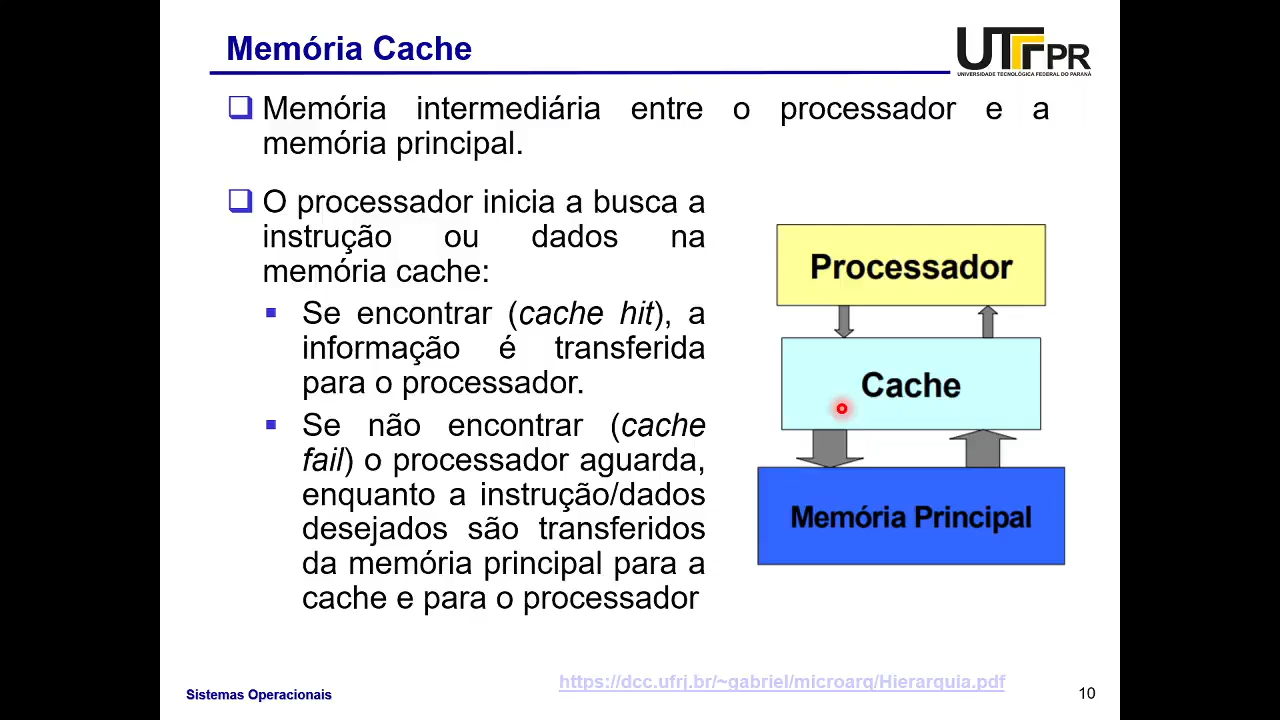 Memória Cache
UTFPR
UNIVERSIDADE TECNOLÓGICA FEDERAL DO PARANÁ
❑ Memória intermediária entre o processador e a
memória principal.
❑ O processador inicia a busca a
instrução ou dados na
memória cache:
▪ Se encontrar (cache hit), a
informação é transferida
para o processador.
▪ Se não encontrar (cache
fail) o processador aguarda,
enquanto a instrução/dados
desejados são transferidos
da memória principal para a
cache e para o processador
Processador
Cache
Memória Principal
https://dcc.ufrj.br/~gabriel/microarq/Hierarquia.pdf
Sistemas Operacionais
10